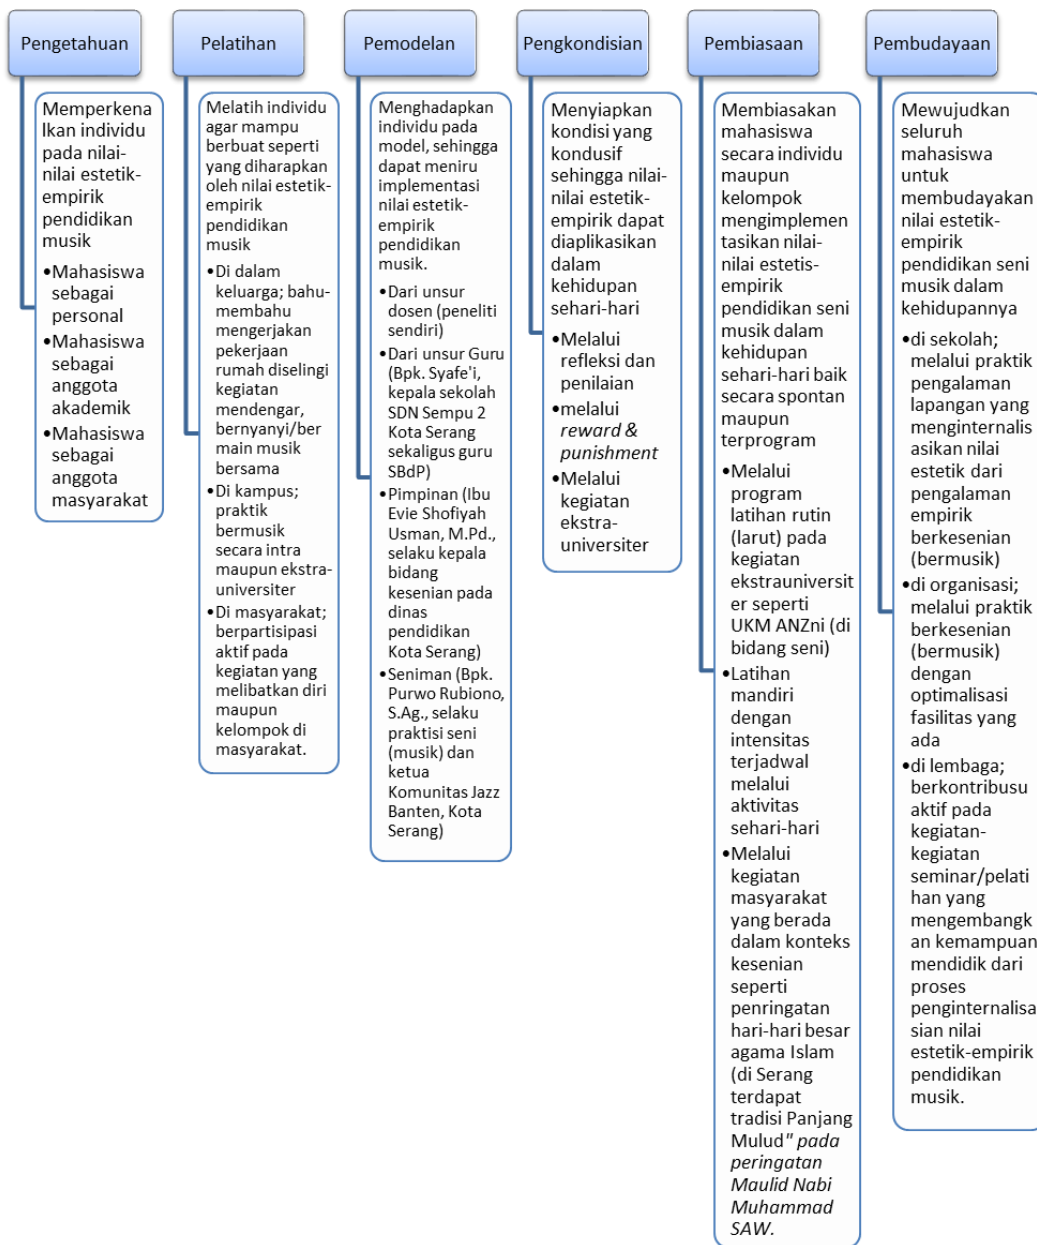 Pengetahuan
Memperkena
lkan individu
pada nilai-
nilai estetik-
empirik
pendidikan
musik
•Mahasiswa
sebagai
personal
•Mahasiswa
sebagai
anggota
akademik
•Mahasiswa
sebagai
anggota
masyarakat
Pelatihan
Melatih individu
agar mampu
berbuat seperti
yang diharapkan
oleh nilai estetik-
empirik
pendidikan
musik
•Di dalam
keluarga; bahu-
membahu
mengerjakan
pekerjaan
rumah diselingi
kegiatan
mendengar,
bernyanyi/ber
main musik
bersama
•Di kampus;
praktik
bermusik
secara intra
maupun ekstra-
universiter
•Di masyarakat;
berpartisipasi
aktif pada
kegiatan yang
melibatkan diri
maupun
kelompok di
masyarakat.
Pemodelan
Menghadapkan
individu pada
model, sehingga
dapat meniru
implementasi
nilai estetik-
empirik
pendidikan
musik.
•Dari unsur
dosen (peneliti
sendiri)
•Dari unsur Guru
(Bpk. Syafe'i,
kepala sekolah
SDN Sempu 2
Kota Serang
sekaligus guru
SBdP)
•Pimpinan (Ibu
Evie Shofiyah
Usman, M.Pd.,
selaku kepala
bidang
kesenian pada
dinas
pendidikan
Kota Serang)
•Seniman (Bpk.
Purwo Rubiono,
S.Ag., selaku
praktisi seni
(musik) dan
ketua
Komunitas Jazz
Banten, Kota
Serang)
Pengkondisian
Menyiapkan
kondisi yang
kondusif
sehingga nilai-
nilai estetik-
empirik dapat
diaplikasikan
dalam
kehidupan
sehari-hari
•Melalui
refleksi dan
penilaian
•melalui
reward &
punishment
•Melalui
kegiatan
ekstra-
universiter
Pembiasaan
Membiasakan
mahasiswa
secara individu
maupun
kelompok
mengimplemen
tasikan nilai-
nilai estetis-
empirik
pendidikan seni
musik dalam
kehidupan
sehari-hari baik
secara spontan
maupun
terprogram
•Melalui
program
latihan rutin
(larut) pada
kegiatan
ekstrauniversit
er seperti
UKM ANZni (di
bidang seni)
•Latihan
mandiri
dengan
intensitas
terjadwal
melalui
aktivitas
sehari-hari
•Melalui
kegiatan
masyarakat
yang berada
dalam konteks
kesenian
seperti
penringatan
hari-hari besar
agama Islam
(di Serang
terdapat
tradisi Panjang
Mulud" pada
peringatan
Maulid Nabi
Muhammad
SAW.
Pembudayaan
Mewujudkan
seluruh
mahasiswa
untuk
membudayakan
nilai estetik-
empirik
pendidikan seni
musik dalam
kehidupannya
•di sekolah;
melalui praktik
pengalaman
lapangan yang
menginternalis
asikan nilai
estetik dari
pengalaman
empirik
berkesenian
(bermusik)
•di organisasi;
melalui praktik
berkesenian
(bermusik)
dengan
optimalisasi
fasilitas yang
ada
•di lembaga;
berkontribusu
aktif pada
kegiatan-
kegiatan
seminar/pelati
han yang
mengembangk
an kemampuan
mendidik dari
proses
penginternalisa
sian nilai
estetik-empirik
pendidikan
musik.